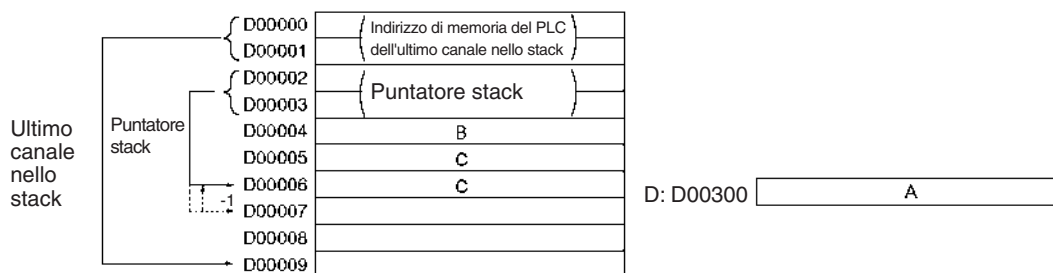 D00000
Indirizzo di memoria del PLC
D00001
dell'ultimo canale nello stack
D00002
Puntatore stack
D00003
Ultimo
canale
nello
stack
Puntatore
stack
D00004 B
D00005 C
D00006 C
-1
D00007
D00008
D00009
D: D00300 A